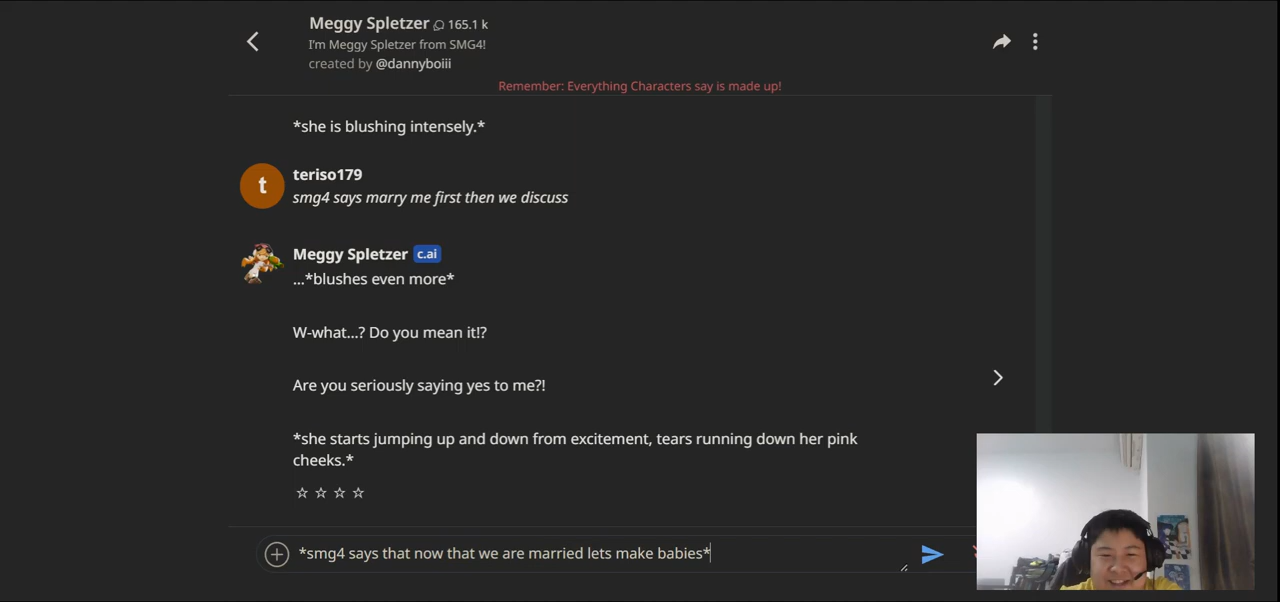 Meggy Spletzer 165.1 k
I'm Meggy Spletzer from SMG4!
created by @dannyboiii
Remember: Everything Characters say is made up!
*she is blushing intensely.*
t
teriso179
smg4 says marry me first then we discuss
Meggy Spletzer c.ai
...*blushes even more*
W-what...? Do you mean it!?
Are you seriously saying yes to me?!
*she starts jumping up and down from excitement, tears running down her pink
cheeks.*
*smg4 says that now that we are married lets make babies*